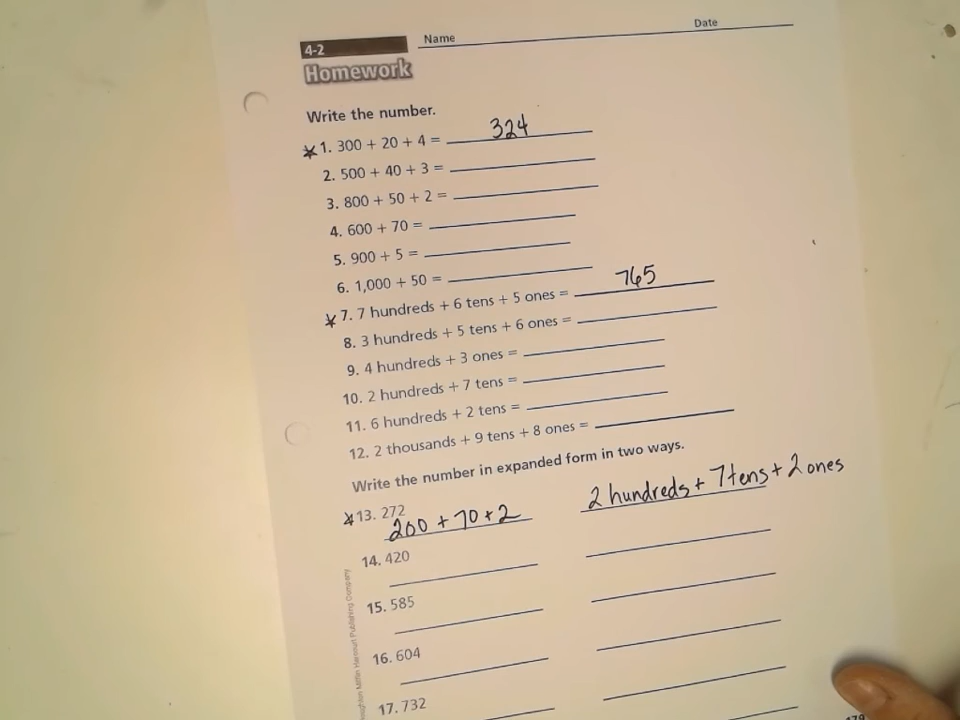 4-2
Name
Date
Homework
Write the number.
1. 300 + 20 + 4 = 324
2. 500 + 40 + 3 =
3. 800 + 50 + 2 =
4. 600 + 70 =
5. 900 + 5 =
6. 1,000 + 50 =
7. 7 hundreds + 6 tens + 5 ones = 765
8. 3 hundreds + 5 tens + 6 ones =
9. 4 hundreds + 3 ones =
10. 2 hundreds + 7 tens =
11. 6 hundreds + 2 tens =
12. 2 thousands + 9 tens + 8 ones =
Write the number in expanded form in two ways.
13. 272
200 + 70 + 2 2 hundreds + 7 tens + 2 ones
14. 420
15. 585
16. 604
17. 732
Mifflin Harcourt Publishing Company